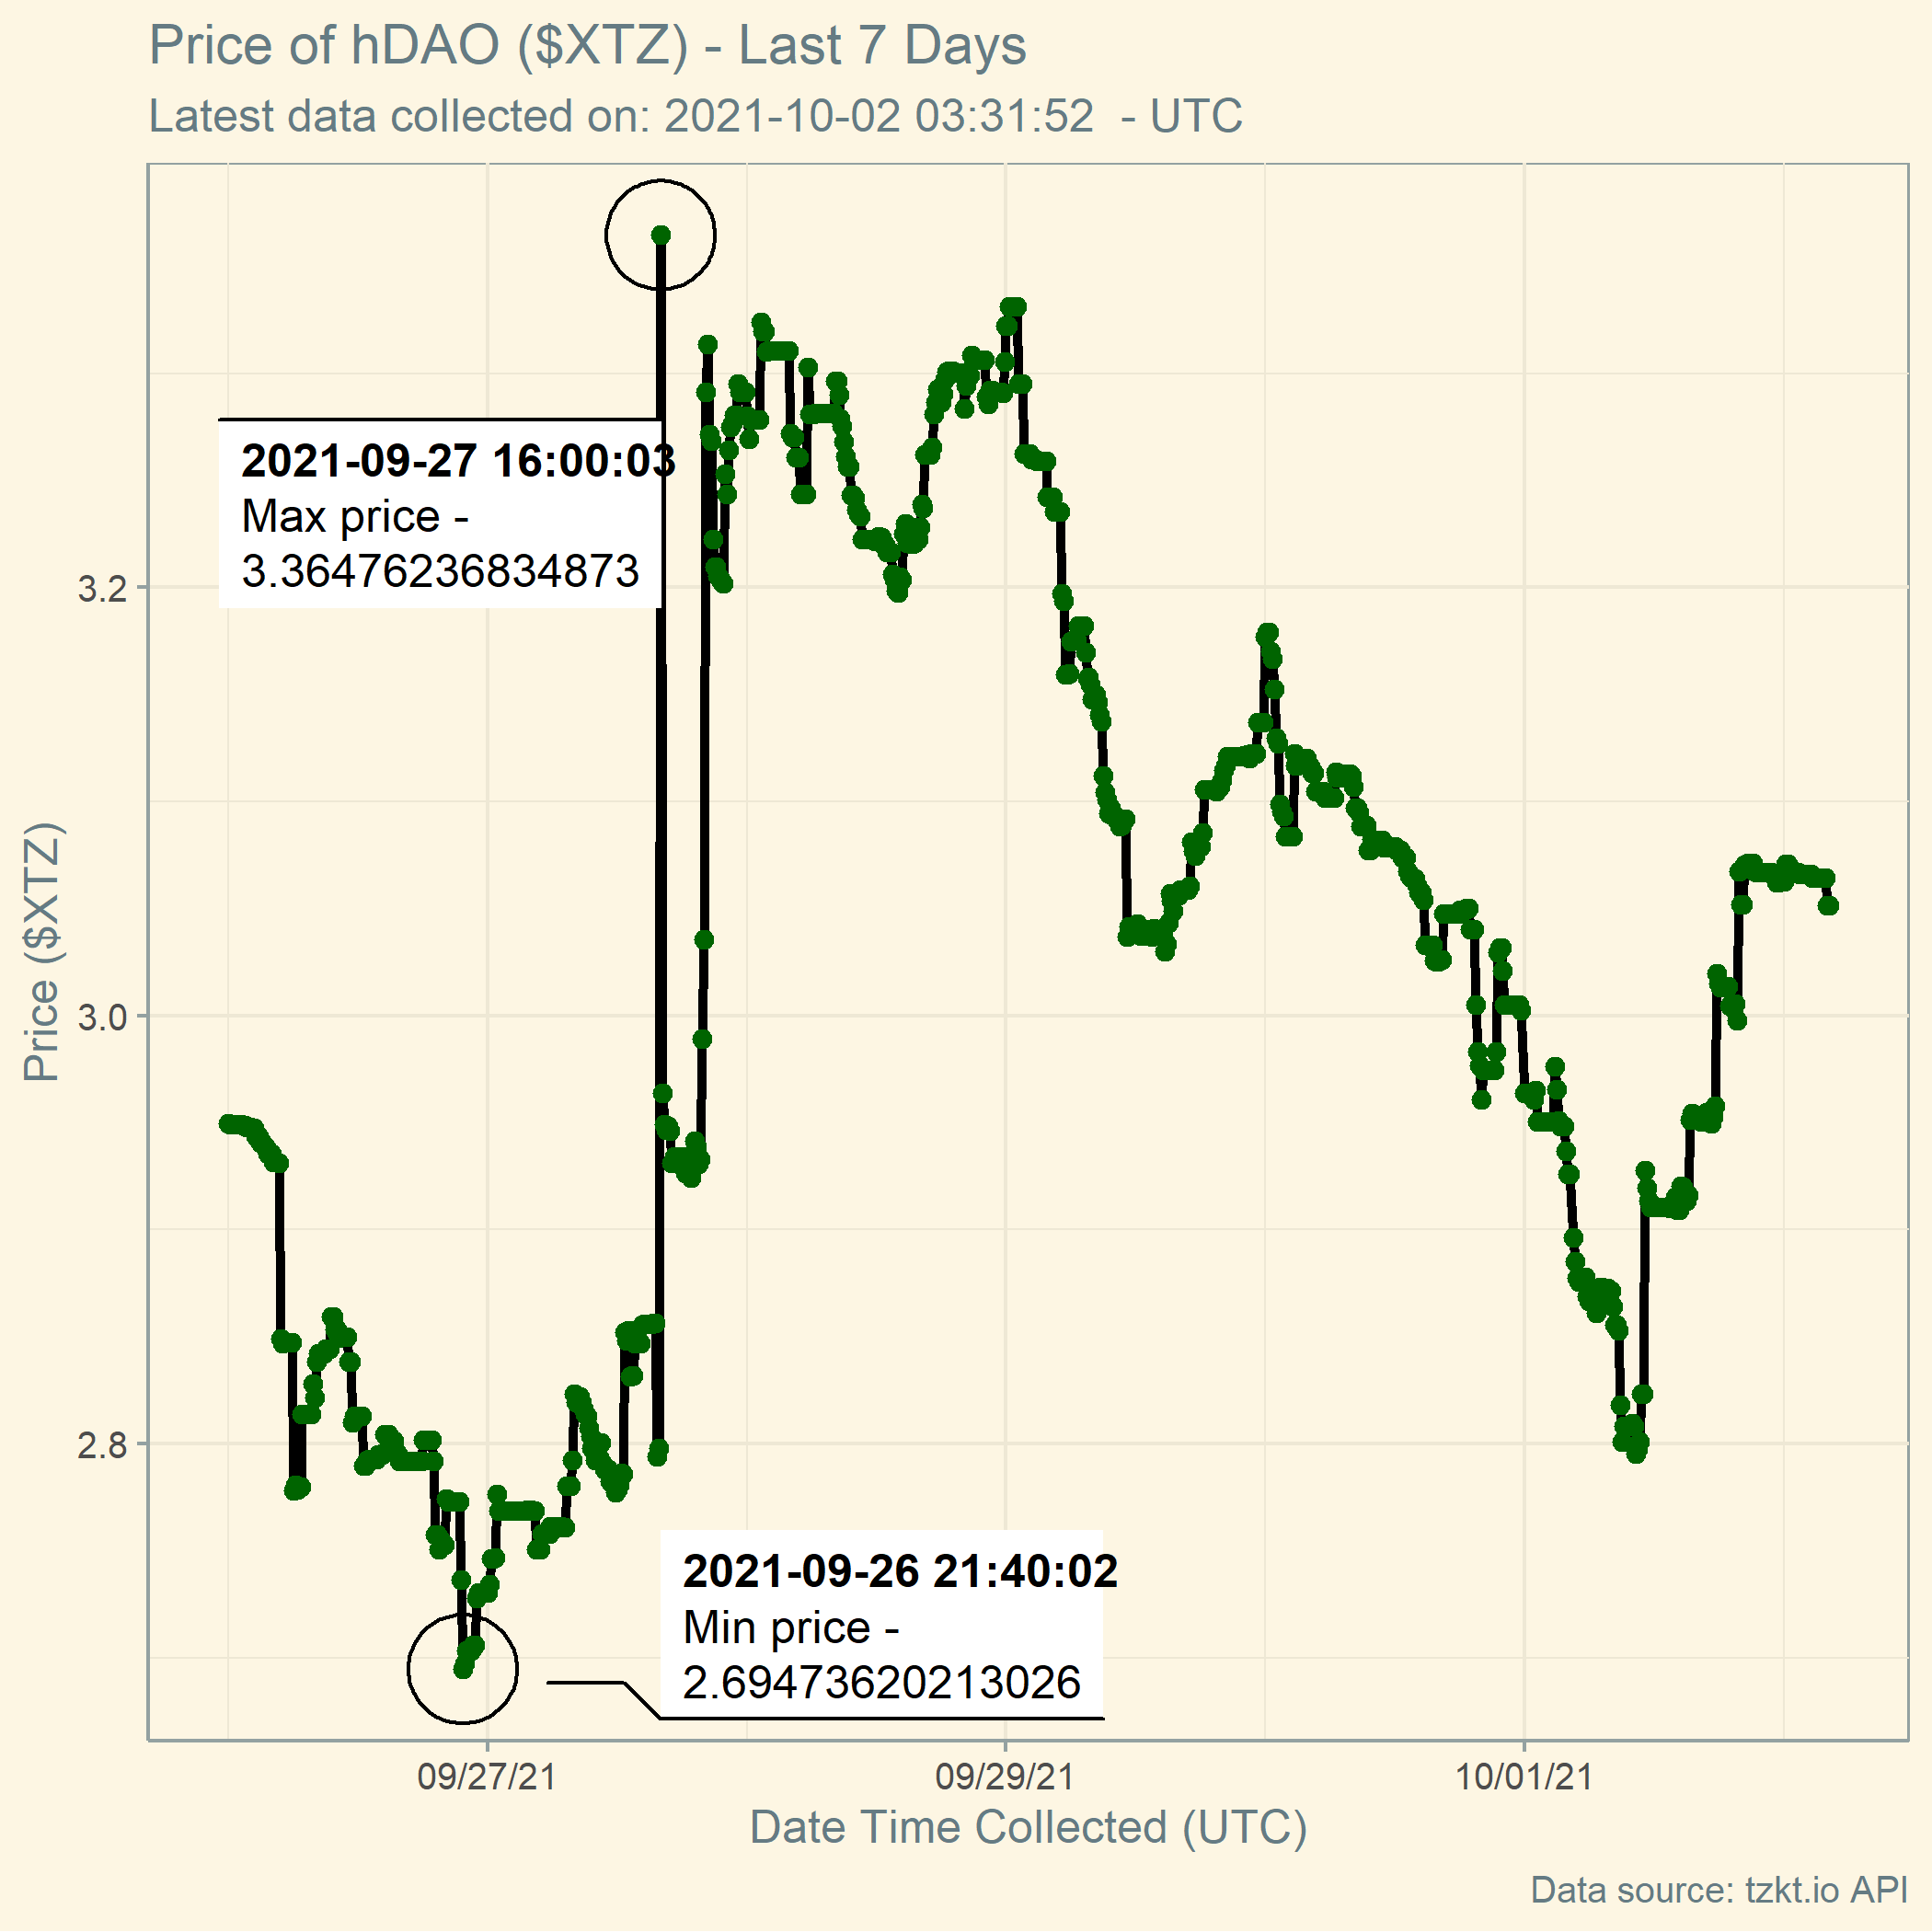 Price of hDAO ($XTZ) - Last 7 Days
Latest data collected on: 2021-10-02 03:31:52  - UTC
2021-09-27 16:00:03
Max price -
3.36476236834873
3.2
3.0
2.8
Price ($XTZ)
2021-09-26 21:40:02
Min price -
2.69473620213026
09/27/21
09/29/21
10/01/21
Date Time Collected (UTC)
Data source: tzkt.io API